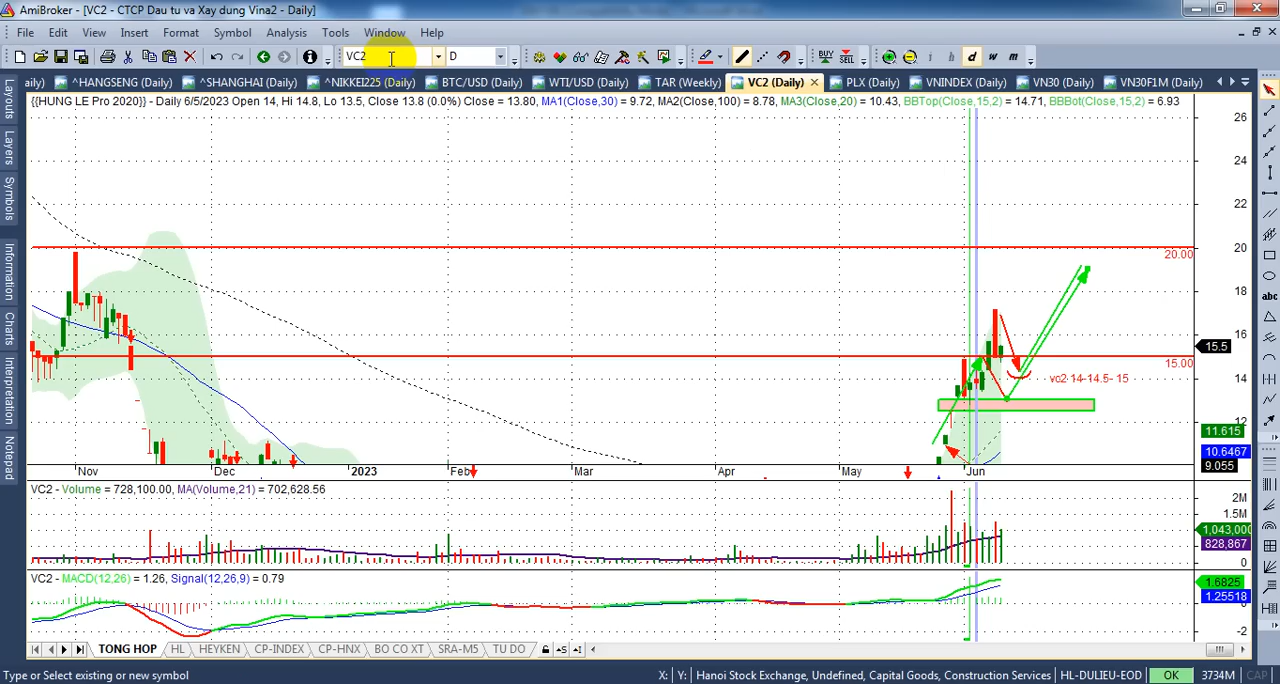 AmiBroker - [VC2 - CTCP Dau tu va Xay dung Vina2 - Daily]
File Edit View Insert Format Symbol Analysis Tools Window Help
VC2 D BUY SELL i h d w m
aily) ^HANGSENG (Daily) ^SHANGHAI (Daily) ^NIKKEI225 (Daily) BTC/USD (Daily) WTI/USD (Daily) TAR (Weekly) VC2 (Daily) PLX (Daily) VNINDEX (Daily) VN30 (Daily) VN30F1M (Daily)
{{HUNG LE Pro 2020}} - Daily 6/5/2023 Open 14, Hi 14.8, Lo 13.5, Close 13.8 (0.0%) Close = 13.80, MA1(Close,30) = 9.72, MA2(Close,100) = 8.78, MA3(Close,20) = 10.43, BBTop(Close,15,2) = 14.71, BBBot(Close,15,2) = 6.93
Layouts
Layers
Symbols
Information
Charts
Interpretation
Notepad
abc
26
24
22
20
20.00
18
16
15.5
15.00
14
vc2 14-14.5- 15
12
11.615
10.6467
9.055
Nov Dec 2023 Feb Mar Apr May Jun
VC2 - Volume = 728,100.00, MA(Volume,21) = 702,628.56
2M
1.5M
1,043,000
828,867
VC2 - MACD(12,26) = 1.26, Signal(12,26,9) = 0.79
1.6825
1.25518
0
-2
TONG HOP HL HEYKEN CP-INDEX CP-HNX BO CO XT SRA-M5 TU DO
Type or Select existing or new symbol X: Y: Hanoi Stock Exchange, Undefined, Capital Goods, Construction Services HL-DULIEU-EOD OK 3734M CAP